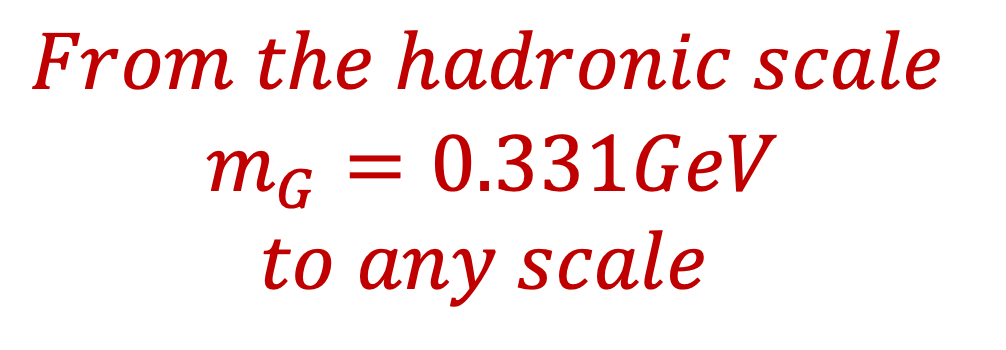 From the hadronic scale
m_G = 0.331GeV
to any scale